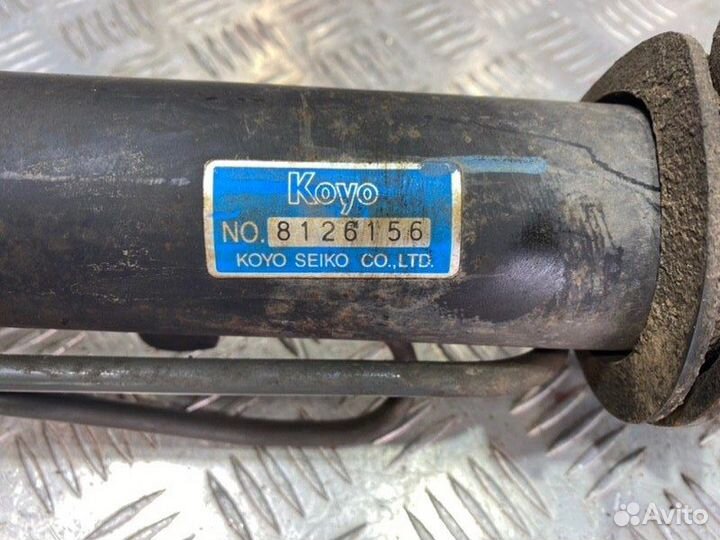 Koyo
NO. 8126156
KOYO SEIKO CO.,LTD.
Avito